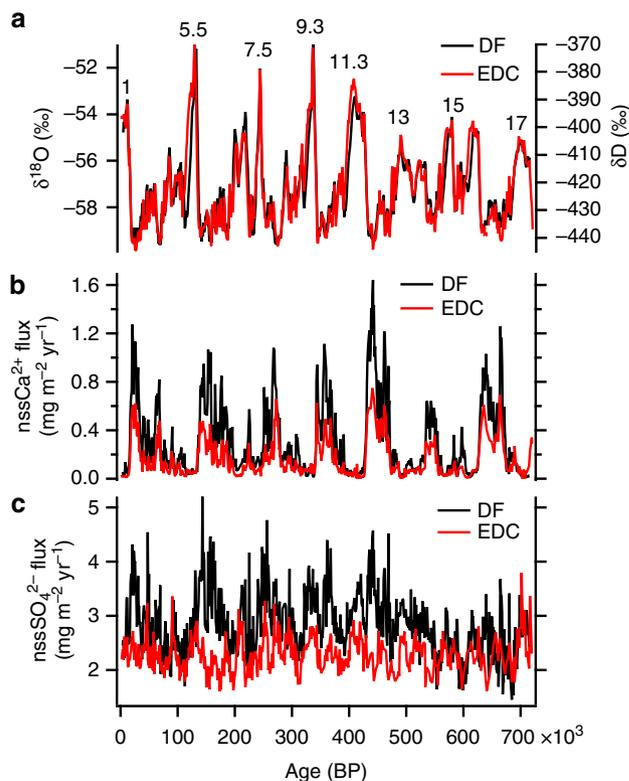 a
1
5.5
7.5
9.3
11.3
13
15
17
DF
EDC
δ18O (‰)
−52
−54
−56
−58
δD (‰)
−370
−380
−390
−400
−410
−420
−430
−440
b
DF
EDC
nssCa2+ flux
(mg m−2 yr−1)
1.6
1.2
0.8
0.4
0.0
c
DF
EDC
nssSO42− flux
(mg m−2 yr−1)
5
4
3
2
0 100 200 300 400 500 600 700 ×103
Age (BP)